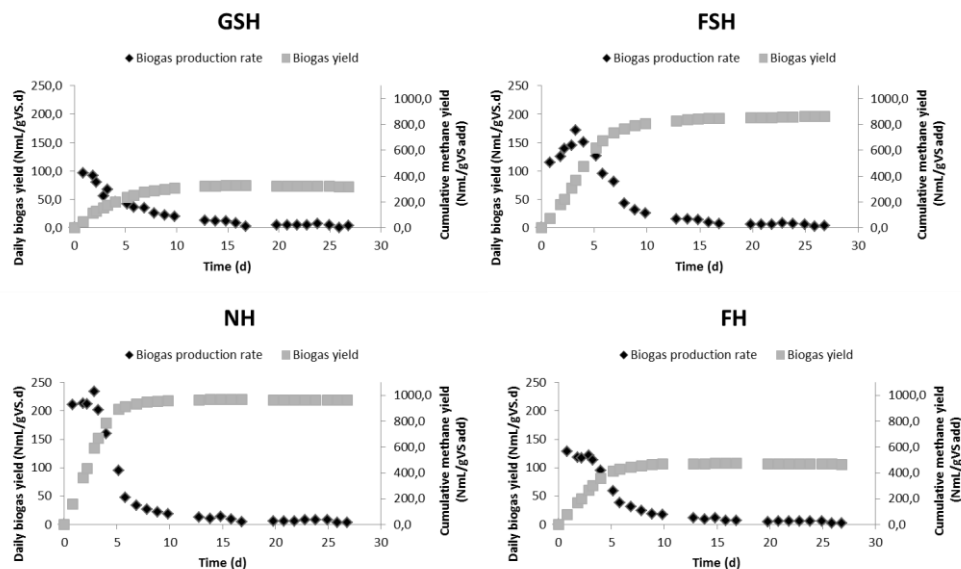 GSH
◆Biogas production rate ■Biogas yield
Daily biogas yield (NmL/gVS.d)
250,0
200,0
150,0
100,0
50,0
0,0
1000,0
800,0
600,0
400,0
200,0
0,0
Cumulative methane yield
(NmL/gVS add)
0 5 10 15 20 25 30
Time (d)
FSH
◆Biogas production rate ■Biogas yield
Daily biogas yield (NmL/gVS.d)
250,0
200,0
150,0
100,0
50,0
0,0
1000,0
800,0
600,0
400,0
200,0
0,0
Cumulative methane yield
(NmL/gVS add)
0 5 10 15 20 25 30
Time (d)
NH
◆Biogas production rate ■Biogas yield
Daily biogas yield (NmL/gVS.d)
250
200
150
100
50
0
1000,0
800,0
600,0
400,0
200,0
0,0
Cumulative methane yield
(NmL/gVS add)
0 5 10 15 20 25 30
Time (d)
FH
◆Biogas production rate ■Biogas yield
Daily biogas yield (NmL/gVS.d)
250
200
150
100
50
0
1000,0
800,0
600,0
400,0
200,0
0,0
Cumulative methane yield
(NmL/gVS add)
0 5 10 15 20 25 30
Time (d)